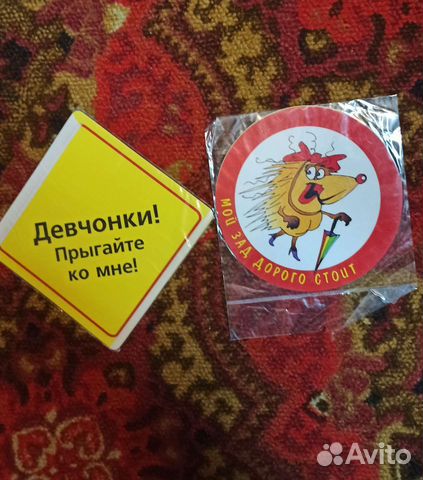 Девчонки!
Прыгайте
ко мне!
МОЙ ЗАД ДОРОГО СТОИТ
Avito